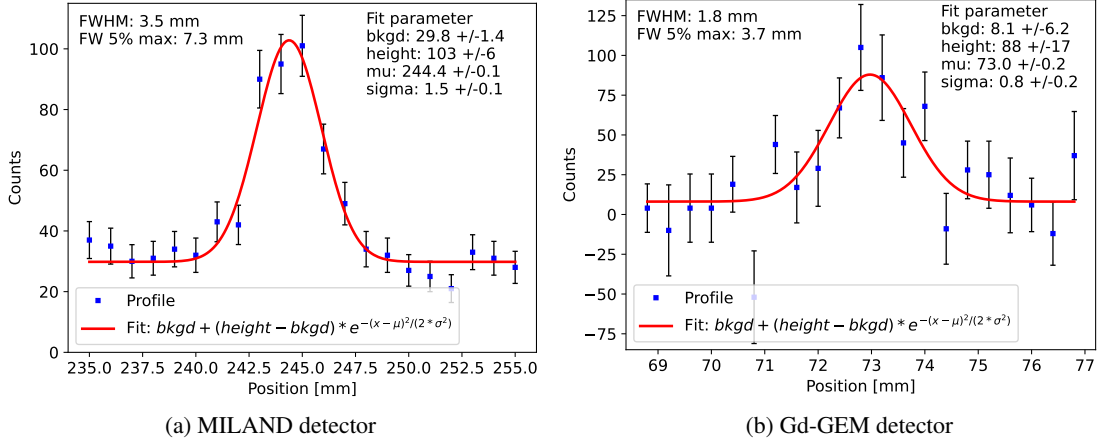 FWHM: 3.5 mm
FW 5% max: 7.3 mm
Fit parameter
bkgd: 29.8 +/-1.4
height: 103 +/-6
mu: 244.4 +/-0.1
sigma: 1.5 +/-0.1
100
80
60
40
20
0
Counts
Profile
Fit: bkgd + (height − bkgd) * e^{−(x − μ)^2/(2 * σ^2)}
235.0 237.5 240.0 242.5 245.0 247.5 250.0 252.5 255.0
Position [mm]
(a) MILAND detector
FWHM: 1.8 mm
FW 5% max: 3.7 mm
Fit parameter
bkgd: 8.1 +/-6.2
height: 88 +/-17
mu: 73.0 +/-0.2
sigma: 0.8 +/-0.2
125
100
75
50
25
0
−25
−50
−75
Counts
Profile
Fit: bkgd + (height − bkgd) * e^{−(x − μ)^2/(2 * σ^2)}
69 70 71 72 73 74 75 76 77
Position [mm]
(b) Gd-GEM detector